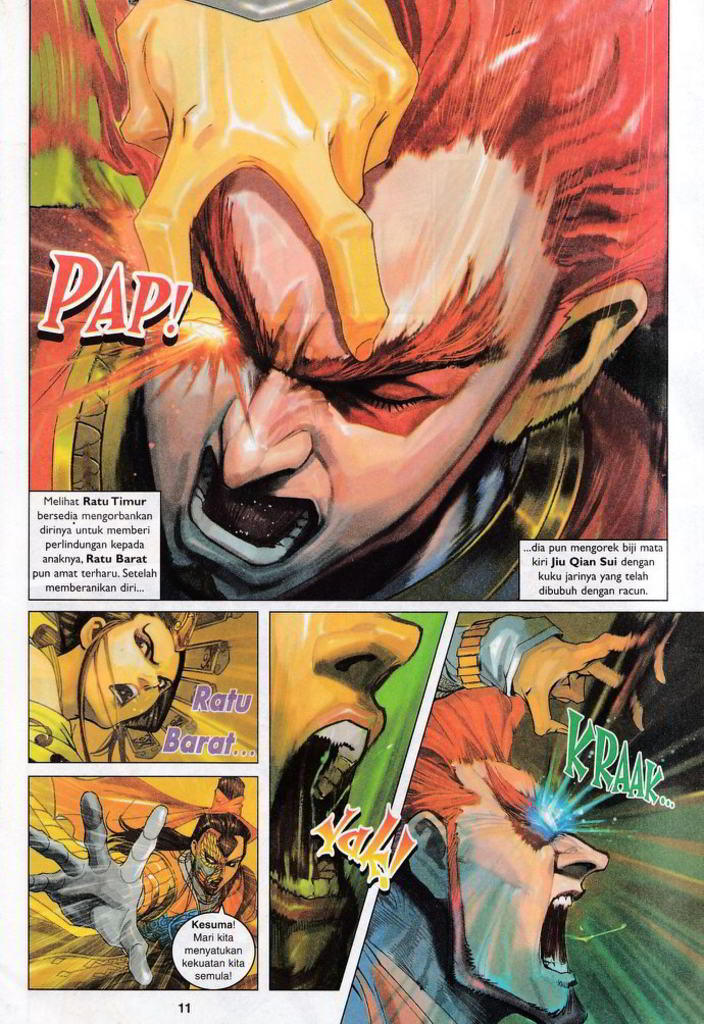 PAP!
Melihat Ratu Timur
bersedia mengorbankan
dirinya untuk memberi
perlindungan kepada
anaknya, Ratu Barat
pun amat terharu. Setelah
memberanikan diri...
...dia pun mengorek biji mata
kiri Jiu Qian Sui dengan
kuku jarinya yang telah
dibubuh dengan racun.
Ratu
Barat...
Yak!
KRAAK...
Kesuma!
Mari kita
menyatukan
kekuatan kita
semula!
11